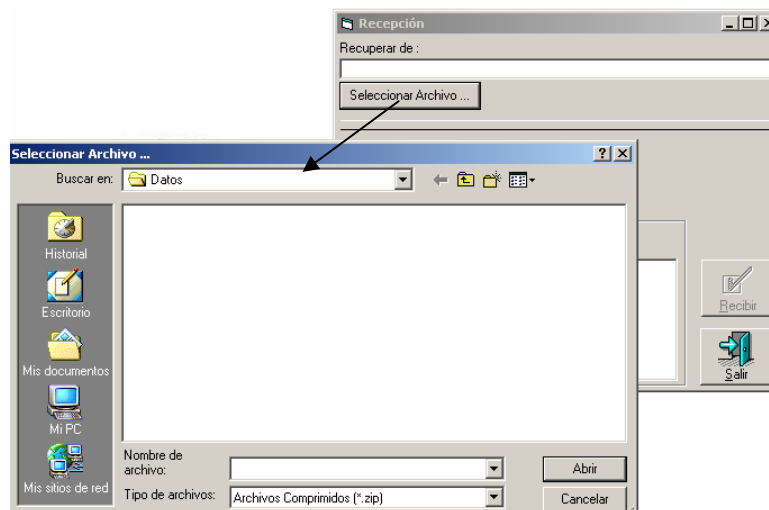 Recepción
Recuperar de :
Seleccionar Archivo ...
Seleccionar Archivo ...
Buscar en:
Datos
Historial
Escritorio
Mis documentos
Mi PC
Mis sitios de red
Recibir
Salir
Nombre de
archivo:
Abrir
Tipo de archivos:
Archivos Comprimidos (*.zip)
Cancelar